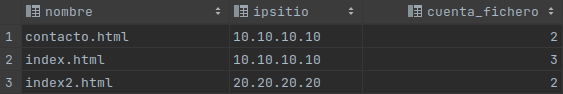 nombre ipsitio cuenta_fichero
1 contacto.html 10.10.10.10 2
2 index.html 10.10.10.10 3
3 index2.html 20.20.20.20 2